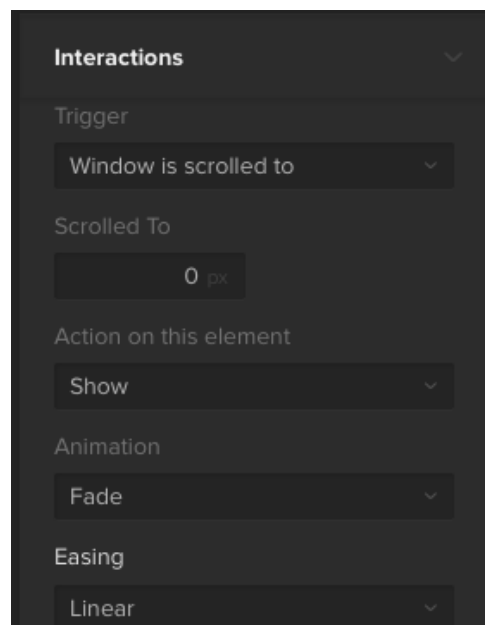 Interactions
Trigger
Window is scrolled to
Scrolled To
0 px
Action on this element
Show
Animation
Fade
Easing
Linear